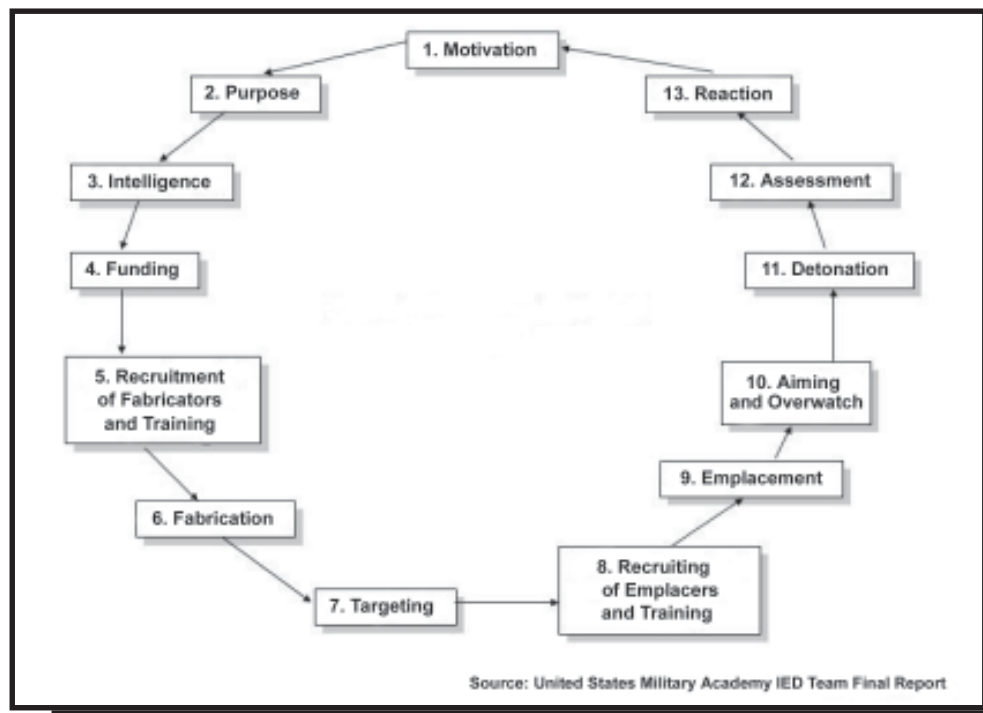 1. Motivation
2. Purpose
3. Intelligence
4. Funding
5. Recruitment
of Fabricators
and Training
6. Fabrication
7. Targeting
8. Recruiting
of Emplacers
and Training
9. Emplacement
10. Aiming
and Overwatch
11. Detonation
12. Assessment
13. Reaction
Source: United States Military Academy IED Team Final Report